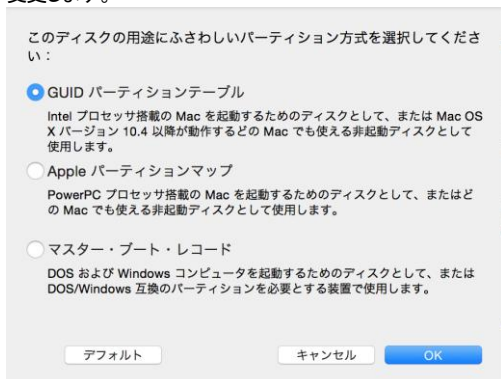 変更します。
このディスクの用途にふさわしいパーティション方式を選択してくださ
い：
GUID パーティションテーブル
Intel プロセッサ搭載の Mac を起動するためのディスクとして、または Mac OS
X バージョン 10.4 以降が動作するどの Mac でも使える非起動ディスクとして
使用します。
Apple パーティションマップ
PowerPC プロセッサ搭載の Mac を起動するためのディスクとして、またはど
の Mac でも使える非起動ディスクとして使用します。
マスター・ブート・レコード
DOS および Windows コンピュータを起動するためのディスクとして、または
DOS/Windows 互換のパーティションを必要とする装置で使用します。
デフォルト キャンセル OK